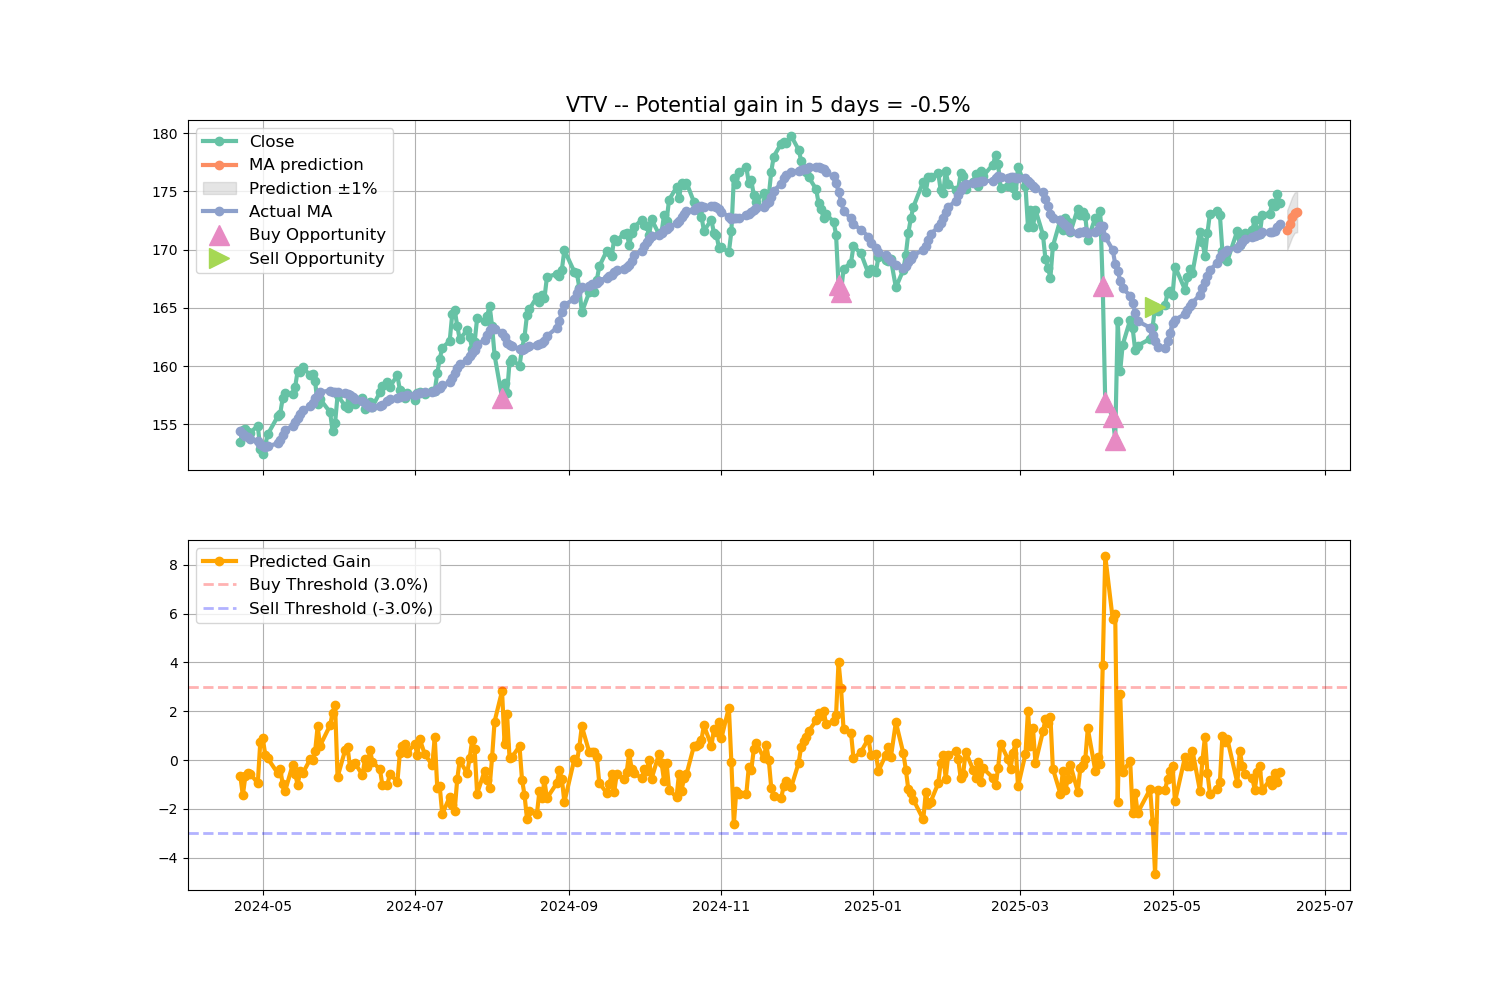 VTV -- Potential gain in 5 days = -0.5%
180
175
170
165
160
155
Close
MA prediction
Prediction ±1%
Actual MA
Buy Opportunity
Sell Opportunity
8
6
4
2
0
−2
−4
Predicted Gain
Buy Threshold (3.0%)
Sell Threshold (-3.0%)
2024-05
2024-07
2024-09
2024-11
2025-01
2025-03
2025-05
2025-07